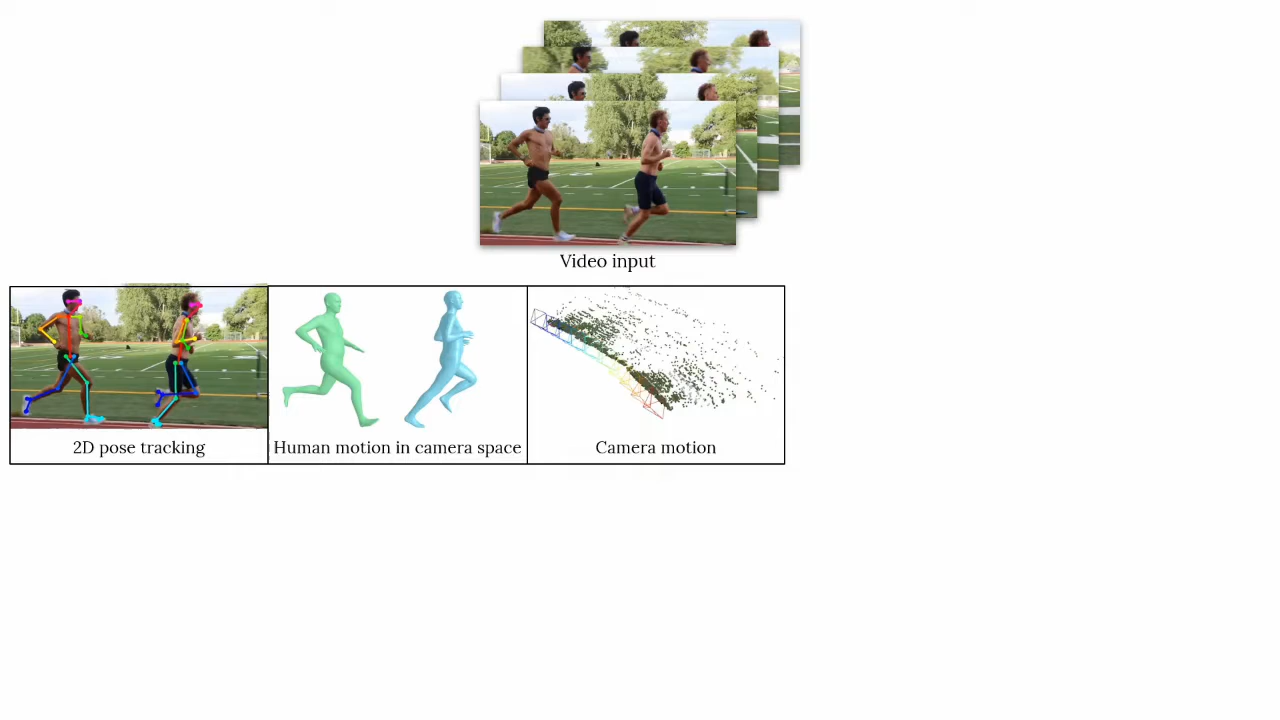 Video input
2D pose tracking
Human motion in camera space
Camera motion